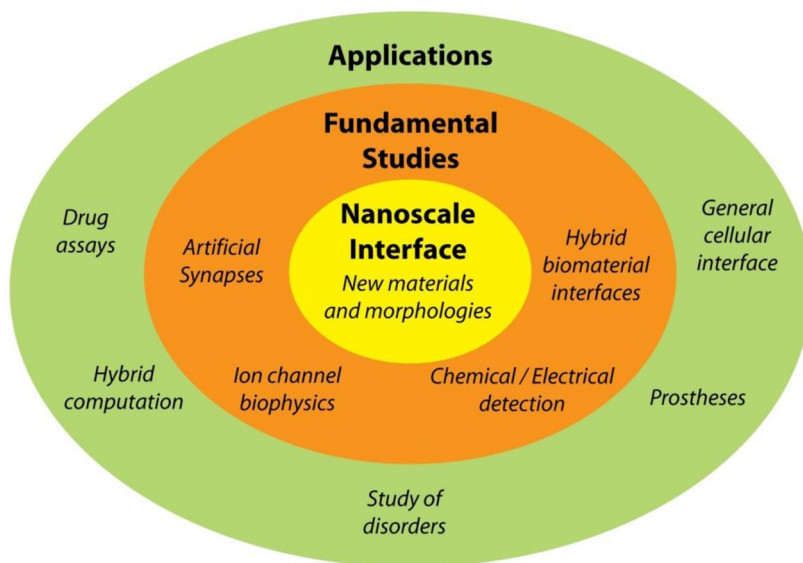 Applications
Fundamental
Studies
Nanoscale
Interface
New materials
and morphologies
Artificial
Synapses
Hybrid
biomaterial
interfaces
Ion channel
biophysics
Chemical / Electrical
detection
Drug
assays
General
cellular
interface
Hybrid
computation
Prostheses
Study of
disorders